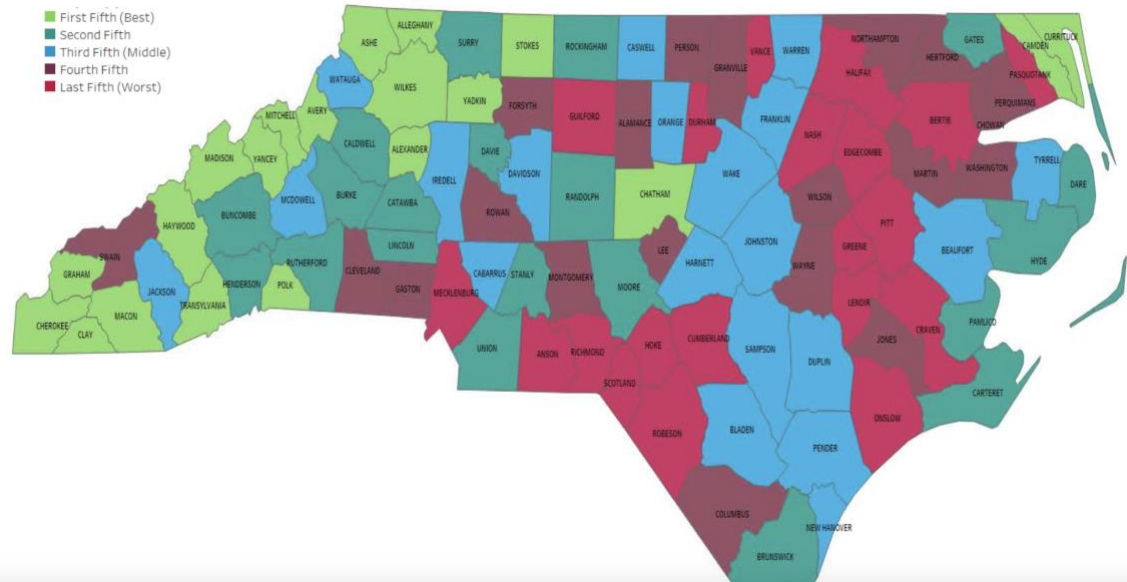 First Fifth (Best)
Second Fifth
Third Fifth (Middle)
Fourth Fifth
Last Fifth (Worst)
ALLEGHANY
ASHE
SURRY
STOKES
ROCKINGHAM
CASWELL
PERSON
GRANVILLE
VANCE
WARREN
NORTHAMPTON
GATES
CAMDEN
CURRITUCK
HERTFORD
PASQUOTANK
HALIFAX
WATAUGA
WILKES
YADKIN
FORSYTH
GUILFORD
ALAMANCE
ORANGE
DURHAM
FRANKLIN
NASH
BERTIE
PERQUIMANS
CHOWAN
MITCHELL
AVERY
CALDWELL
ALEXANDER
DAVIE
EDGECOMBE
MADISON
YANCEY
IREDELL
DAVIDSON
WAKE
MARTIN
WASHINGTON
TYRRELL
DARE
MCDOWELL
BURKE
CATAWBA
RANDOLPH
CHATHAM
WILSON
BUNCOMBE
HAYWOOD
ROWAN
PITT
JOHNSTON
GREENE
BEAUFORT
HYDE
SWAIN
LINCOLN
LEE
GRAHAM
JACKSON
RUTHERFORD
CLEVELAND
CABARRUS
STANLY
MONTGOMERY
HARNETT
WAYNE
HENDERSON
POLK
GASTON
MECKLENBURG
MOORE
TRANSYLVANIA
LENOIR
MACON
CHEROKEE
CLAY
PAMLICO
CRAVEN
JONES
CUMBERLAND
UNION
ANSON
RICHMOND
HOKE
SAMPSON
DUPLIN
SCOTLAND
CARTERET
ONSLOW
ROBESON
BLADEN
PENDER
COLUMBUS
NEW HANOVER
BRUNSWICK